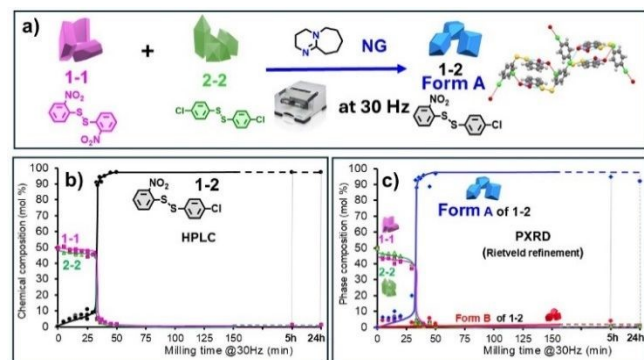 a)
1-1
NO2
S
S
O2N
+
2-2
Cl
S
S
Cl
N
N
NG
at 30 Hz
1-2
Form A
NO2
S
S
Cl
b)
Chemical composition (mol %)
100
90
80
70
60
50
40
30
20
10
0
1-1
2-2
NO2
1-2
S
S
Cl
HPLC
0 25 50 75 100 125 150 5h 24h
Milling time @30Hz (min)
c)
Phase composition (mol %)
100
90
80
70
60
50
40
30
20
10
0
1-1
2-2
Form A of 1-2
PXRD
(Rietveld refinement)
Form B of 1-2
0 25 50 75 100 125 150 5h 24h
Milling time @30Hz (min)